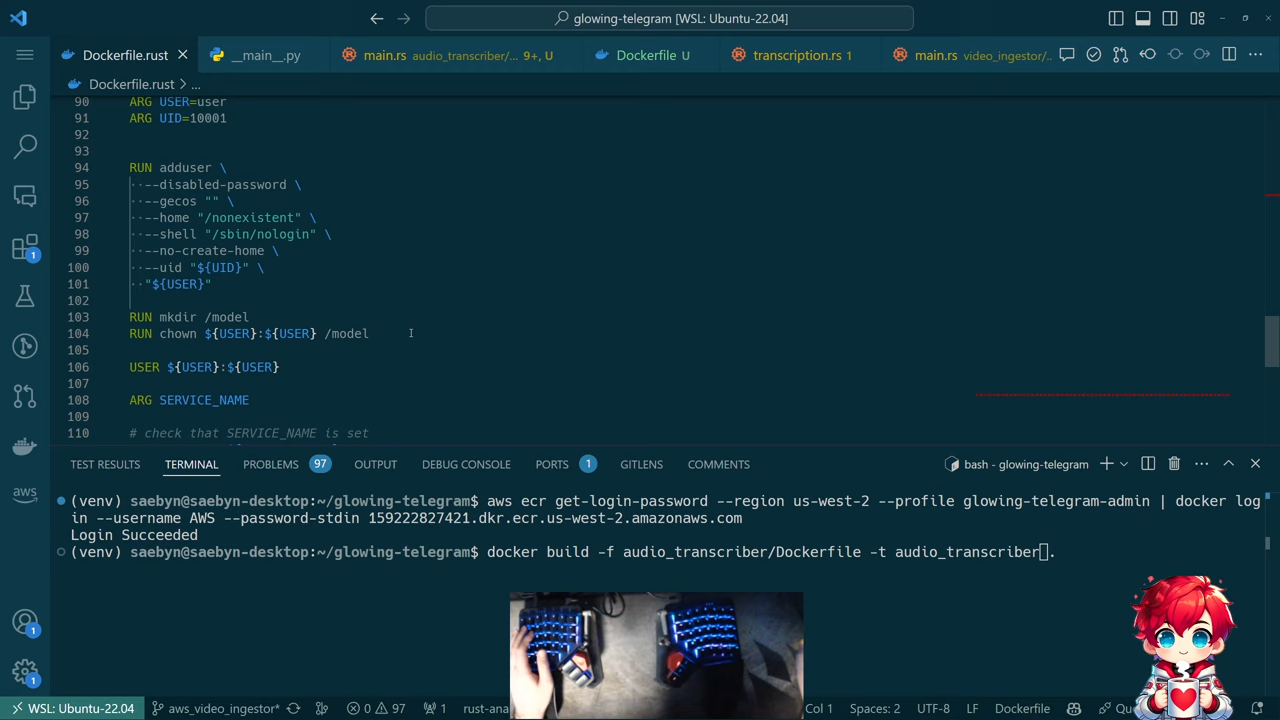 glowing-telegram [WSL: Ubuntu-22.04]
Dockerfile.rust
__main__.py
main.rs audio_transcriber/... 9+, U
Dockerfile U
transcription.rs 1
main.rs video_ingestor/...
Dockerfile.rust > ...
90 ARG USER=user
91 ARG UID=10001
92
93
94 RUN adduser \
95 --disabled-password \
96 --gecos "" \
97 --home "/nonexistent" \
98 --shell "/sbin/nologin" \
99 --no-create-home \
100 --uid "${UID}" \
101 "${USER}"
102
103 RUN mkdir /model
104 RUN chown ${USER}:${USER} /model
105
106 USER ${USER}:${USER}
107
108 ARG SERVICE_NAME
109
110 # check that SERVICE_NAME is set
TEST RESULTS TERMINAL PROBLEMS 97 OUTPUT DEBUG CONSOLE PORTS 1 GITLENS COMMENTS bash - glowing-telegram
(venv) saebyn@saebyn-desktop:~/glowing-telegram$ aws ecr get-login-password --region us-west-2 --profile glowing-telegram-admin | docker log
in --username AWS --password-stdin 159222827421.dkr.ecr.us-west-2.amazonaws.com
Login Succeeded
(venv) saebyn@saebyn-desktop:~/glowing-telegram$ docker build -f audio_transcriber/Dockerfile -t audio_transcriber .
1
aws
1
1
WSL: Ubuntu-22.04 aws_video_ingestor* 0 97 1 rust-ana Col 1 Spaces: 2 UTF-8 LF Dockerfile Qu